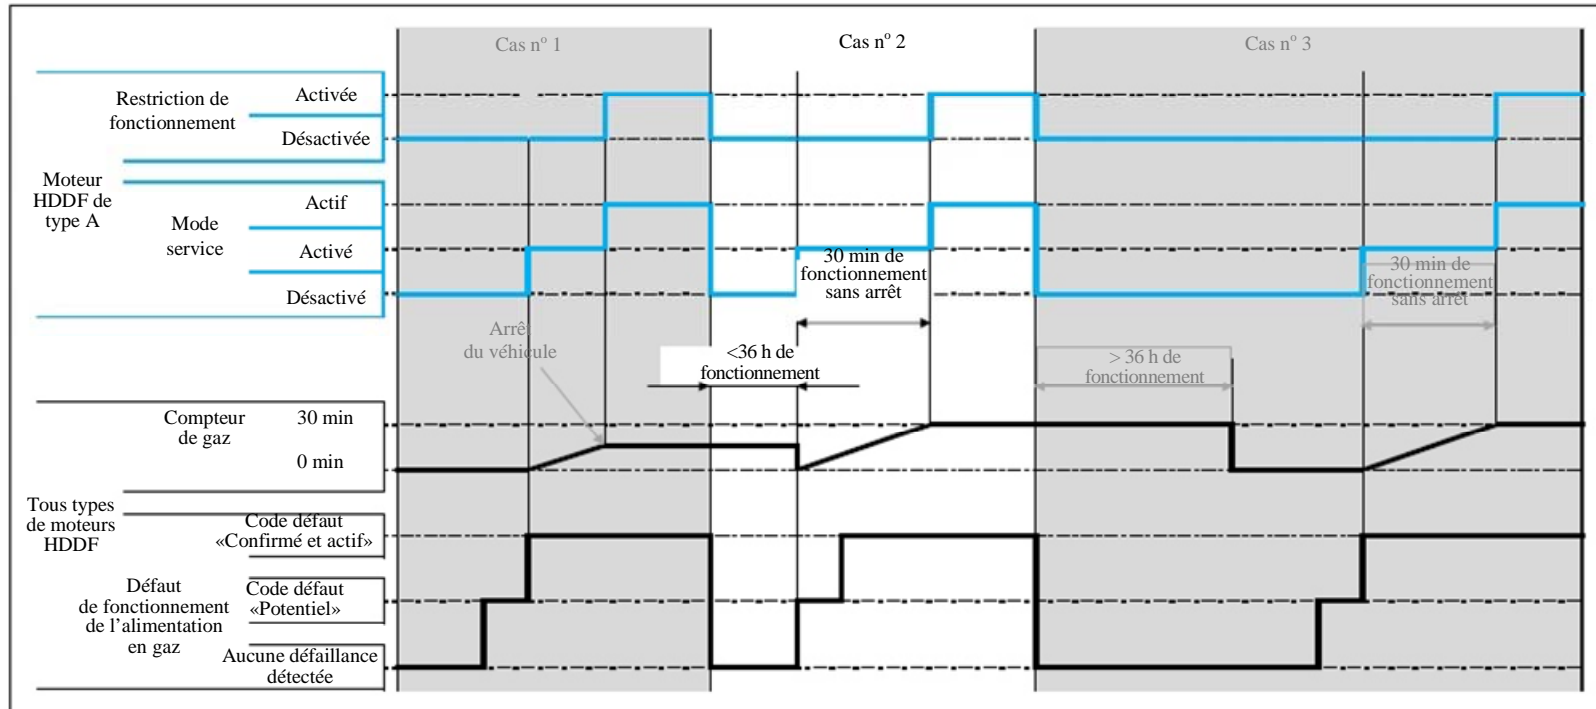 Cas nº 1
Cas nº 2
Cas nº 3
Restriction de
fonctionnement
Activée
Désactivée
Moteur
HDDF de
type A
Mode
service
Actif
Activé
Désactivé
30 min de
fonctionnement
sans arrêt
30 min de
fonctionnement
sans arrêt
Arrêt
du véhicule
<36 h de
fonctionnement
> 36 h de
fonctionnement
Compteur
de gaz
30 min
0 min
Tous types
de moteurs
HDDF
Code défaut
«Confirmé et actif»
Défaut
de fonctionnement
de l’alimentation
en gaz
Code défaut
«Potentiel»
Aucune défaillance
détectée